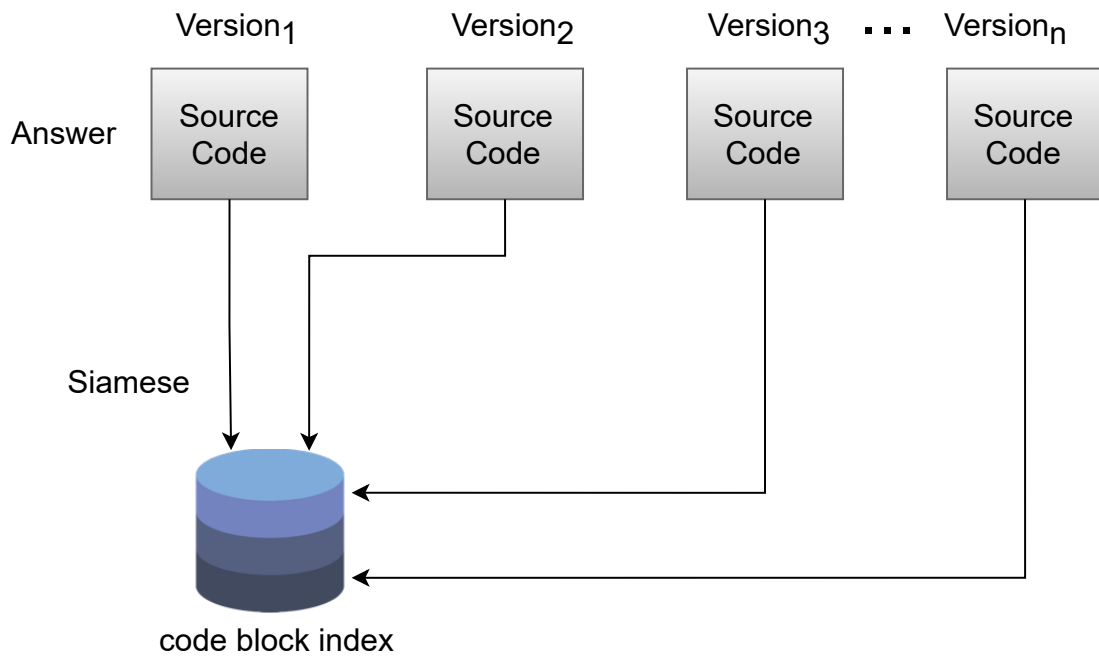 Version₁ Version₂ Version₃ ... Versionₙ
Answer
Source Code
Source Code
Source Code
Source Code
Siamese
code block index